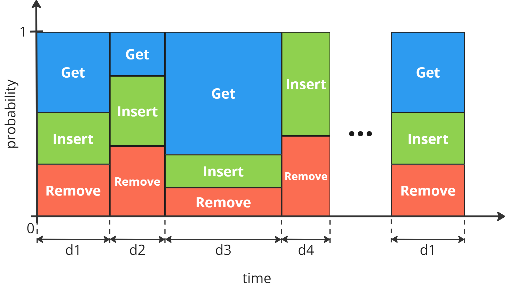 1
probability
0
Get
Insert
Remove
Get
Insert
Remove
Get
Insert
Remove
Insert
Remove
•••
Get
Insert
Remove
d1
d2
d3
d4
d1
time